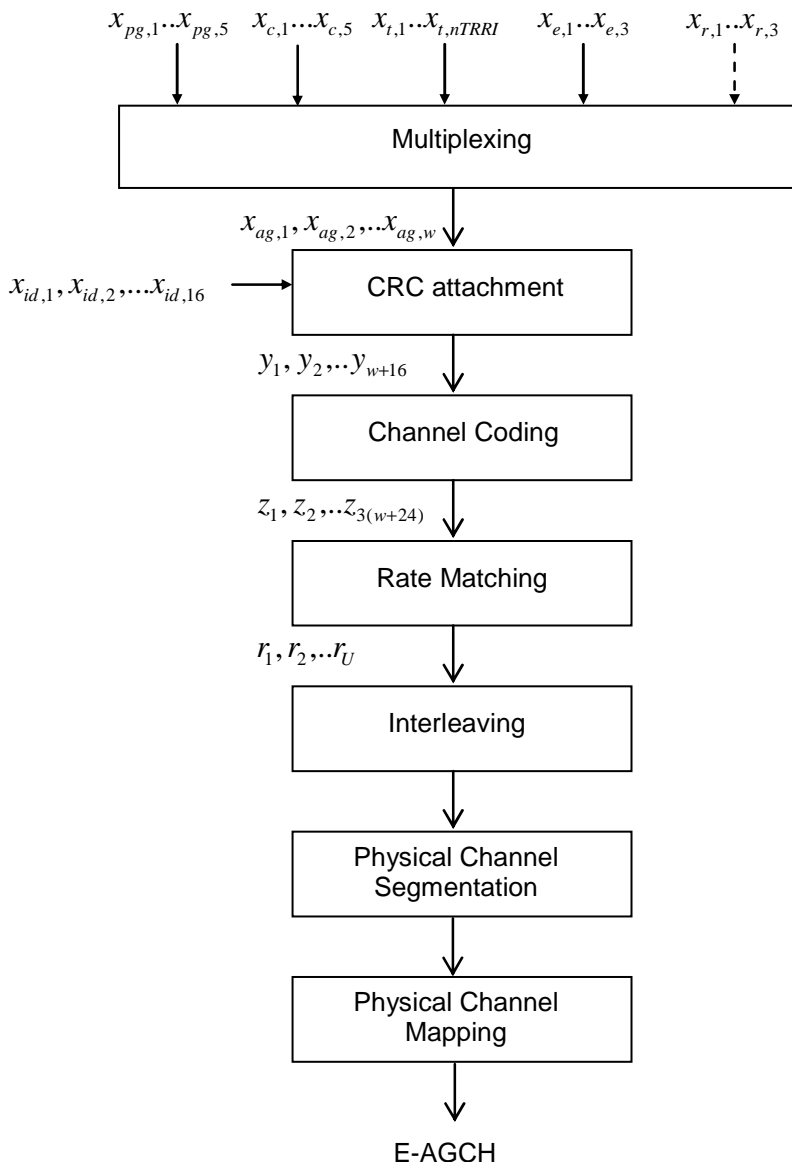 x_{pg,1}..x_{pg,5} x_{c,1}...x_{c,5} x_{t,1}..x_{t,nTRRI} x_{e,1}..x_{e,3} x_{r,1}..x_{r,3}
Multiplexing
x_{ag,1}, x_{ag,2},..x_{ag,w}
x_{id,1}, x_{id,2},...x_{id,16}
CRC attachment
y_1, y_2,..y_{w+16}
Channel Coding
z_1, z_2,..z_{3(w+24)}
Rate Matching
r_1, r_2,..r_U
Interleaving
Physical Channel
Segmentation
Physical Channel
Mapping
E-AGCH